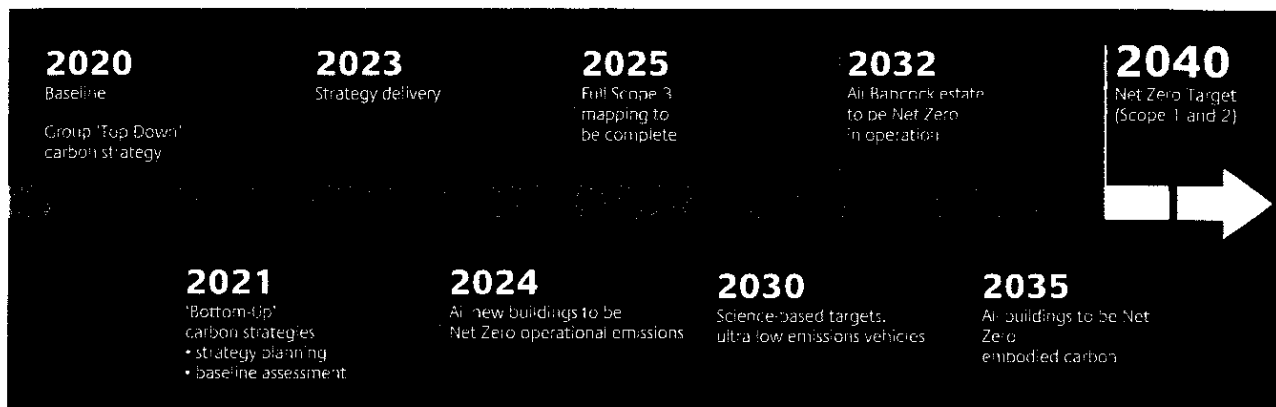 2020
Baseline
Group 'Top Down'
carbon strategy
2023
Strategy delivery
2025
Full Scope 3
mapping to
be complete
2032
All Babcock estate
to be Net Zero
in operation
2040
Net Zero Target
(Scope 1 and 2)
2021
'Bottom-Up'
carbon strategies
• strategy planning
• baseline assessment
2024
All new buildings to be
Net Zero operational emissions
2030
Science-based targets,
ultra low emissions vehicles
2035
All buildings to be Net
Zero
embodied carbon